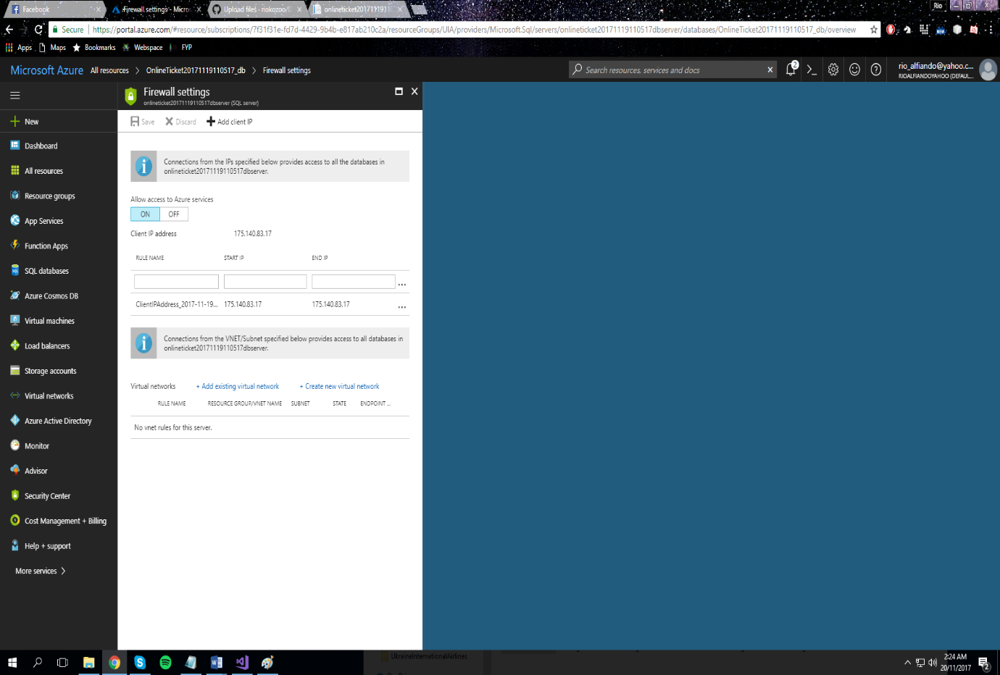 Facebook
Firewall settings - Micros
Upload files · riokozoo/
onlineticket201711191
Rio
Secure
https://portal.azure.com/#resource/subscriptions/7f31f31e-fd7d-4429-9b4b-e817ab210c2a/resourceGroups/UIA/providers/Microsoft.Sql/servers/onlineticket20171119110517dbserver/databases/OnlineTicket20171119110517_db/overview
Apps Maps Bookmarks Webspace FYP
Microsoft Azure All resources > OnlineTicket20171119110517_db > Firewall settings
Search resources, services and docs
2
rio_alfiando@yahoo.c...
RIOALFIANDOYAHOO (DEFAUL...
Firewall settings
onlineticket20171119110517dbserver (SQL server)
Save Discard Add client IP
New
Dashboard
All resources
Resource groups
App Services
Function Apps
SQL databases
Azure Cosmos DB
Virtual machines
Load balancers
Storage accounts
Virtual networks
Azure Active Directory
Monitor
Advisor
Security Center
Cost Management + Billing
Help + support
More services >
Connections from the IPs specified below provides access to all the databases in
onlineticket20171119110517dbserver.
Allow access to Azure services
ON OFF
Client IP address 175.140.83.17
RULE NAME START IP END IP
...
ClientIPAddress_2017-11-19... 175.140.83.17 175.140.83.17 ...
Connections from the VNET/Subnet specified below provides access to all databases in
onlineticket20171119110517dbserver.
Virtual networks + Add existing virtual network + Create new virtual network
RULE NAME RESOURCE GROUP/VNET NAME SUBNET STATE ENDPOINT ...
No vnet rules for this server.
UkraineInternationalAirlines
2:24 AM
20/11/2017
2